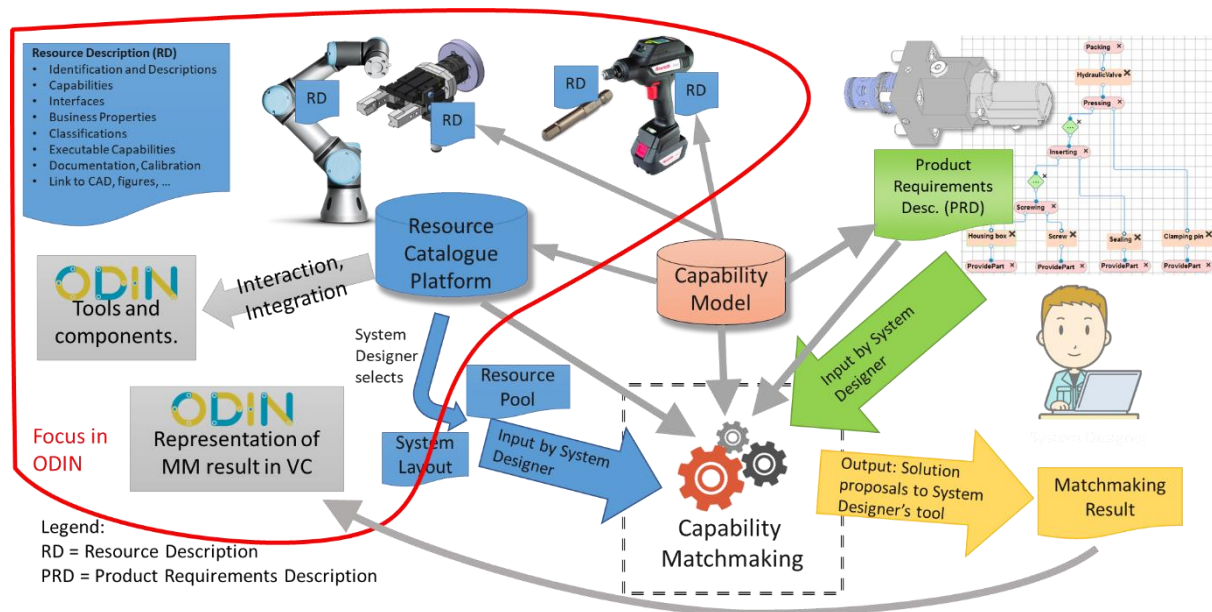 Resource Description (RD)
• Identification and Descriptions
• Capabilities
• Interfaces
• Business Properties
• Classifications
• Executable Capabilities
• Documentation, Calibration
• Link to CAD, figures, ...
RD
RD
RD
RD
Product
Requirements
Desc. (PRD)
Packing
HydraulicValve
Pressing
...
Inserting
...
Screwing
Housing box
Screw
Sealing
Clamping pin
ProvidePart
ProvidePart
ProvidePart
ProvidePart
Resource
Catalogue
Platform
Capability
Model
Interaction,
Integration
ODIN
Tools and
components.
System
Designer
selects
Resource
Pool
System
Layout
Input by System
Designer
Input by System
Designer
ODIN
Representation of
MM result in VC
Focus in
ODIN
Capability
Matchmaking
Output: Solution
proposals to System
Designer's tool
System Designer
Matchmaking
Result
Legend:
RD = Resource Description
PRD = Product Requirements Description